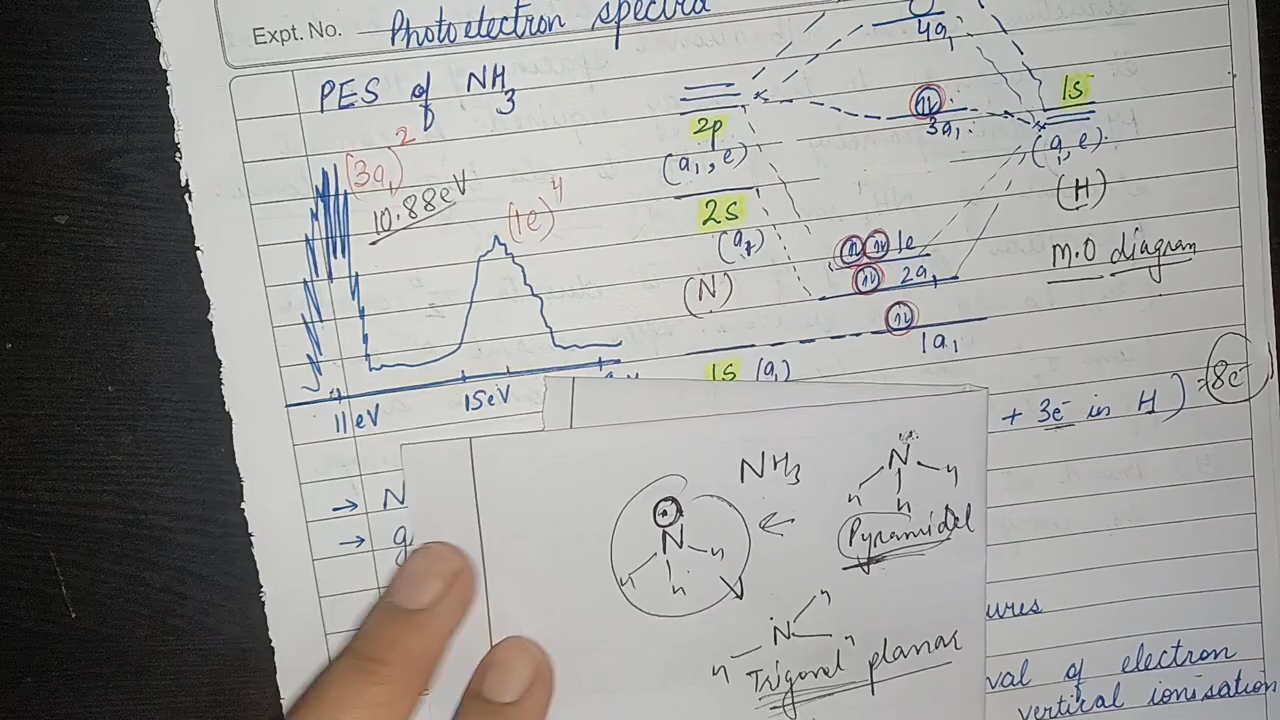 Expt. No. Photoelectron spectra
PES of NH3
(3a1)2
10.88eV
(1e)4
11eV
15eV
2p
(a1, e)
2s
(a1)
(N)
1s (a1)
4a1
3a1
1e
2a1
1a1
1s
(a1, e)
(H)
M.O diagram
+ 3e- in H) = 8e-
→ N
→ g
NH3
N
H
H
H
N
H
H
H
Pyramidal
N
H
H
H
Trigonal planar
ures
val of electron
vertical ionisation